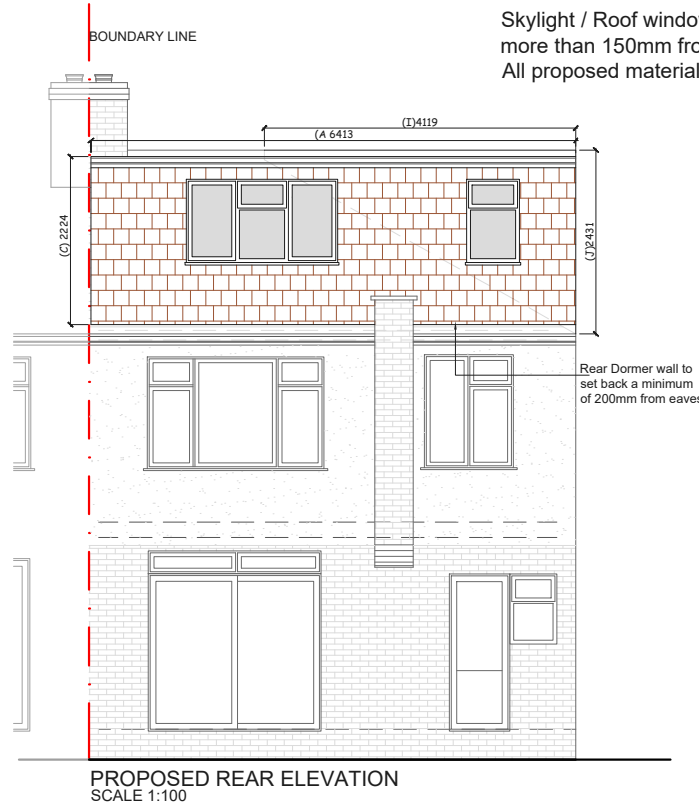 Skylight / Roof windo
more than 150mm fro
All proposed material
BOUNDARY LINE
(I)4119
(A 6413
(C) 2224
(J)2431
Rear Dormer wall to
set back a minimum
of 200mm from eaves
PROPOSED REAR ELEVATION
SCALE 1:100